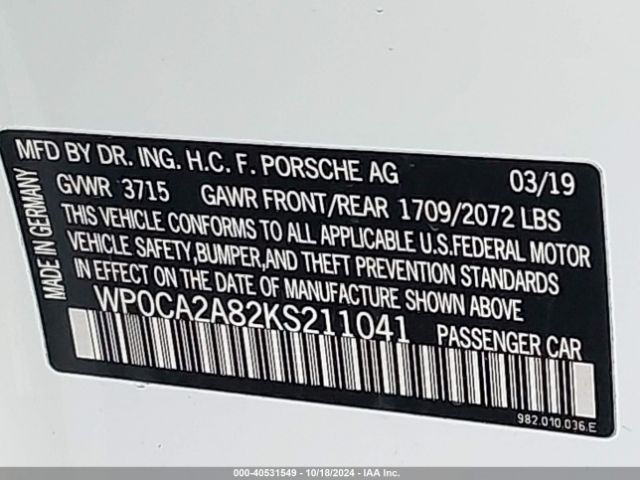 MFD BY DR. ING. H.C. F. PORSCHE AG 03/19
GVWR 3715 GAWR FRONT/REAR 1709/2072 LBS
THIS VEHICLE CONFORMS TO ALL APPLICABLE U.S.FEDERAL MOTOR
VEHICLE SAFETY,BUMPER,AND THEFT PREVENTION STANDARDS
IN EFFECT ON THE DATE OF MANUFACTURE SHOWN ABOVE
WP0CA2A82KS211041 PASSENGER CAR
MADE IN GERMANY
982.010.036.E
000-40531549 - 10/18/2024 - IAA Inc.